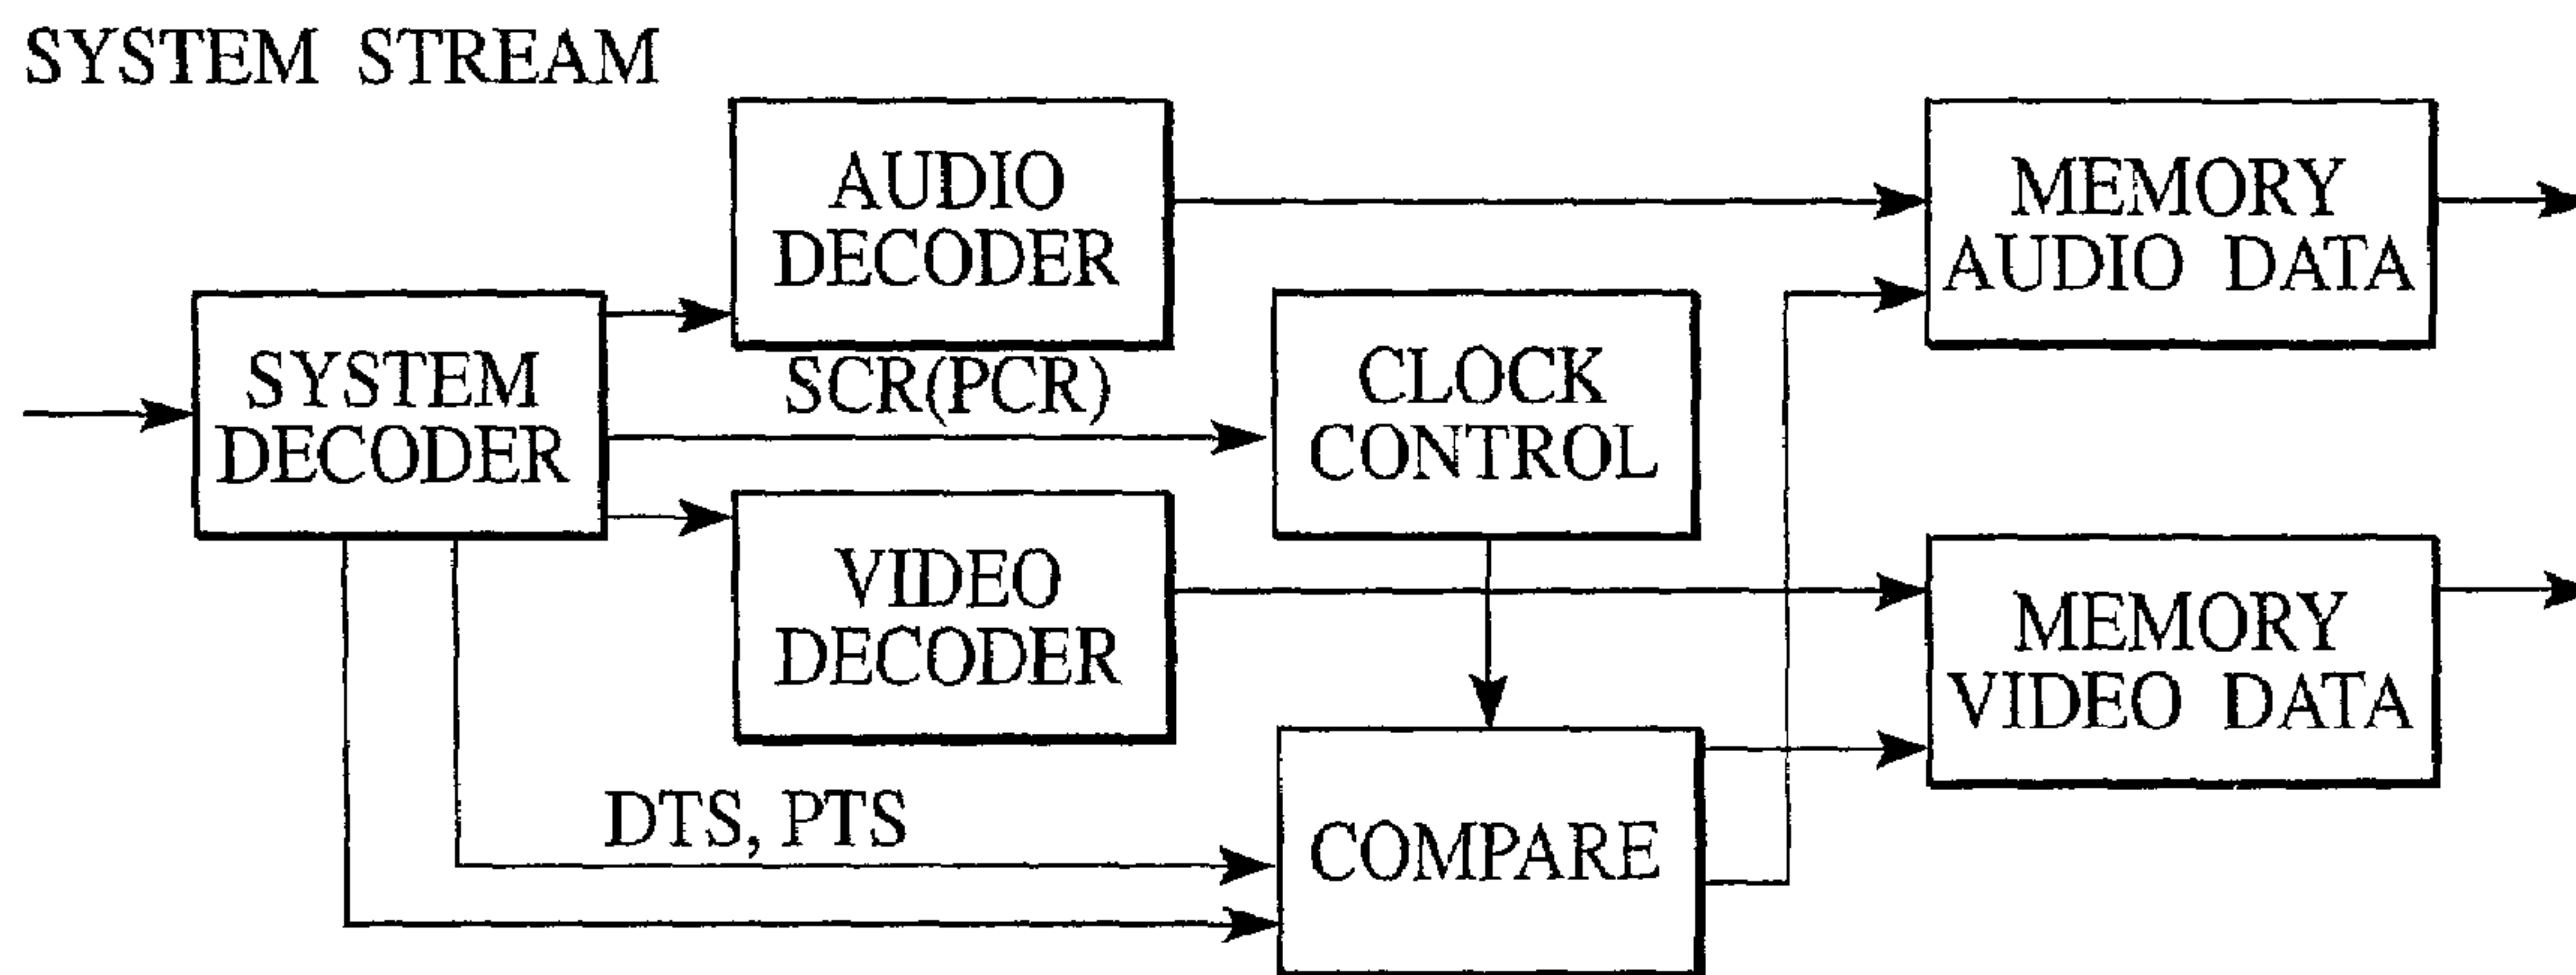 SYSTEM STREAM
AUDIO
DECODER
MEMORY
AUDIO DATA
SYSTEM
DECODER
SCR(PCR)
CLOCK
CONTROL
VIDEO
DECODER
MEMORY
VIDEO DATA
DTS, PTS
COMPARE